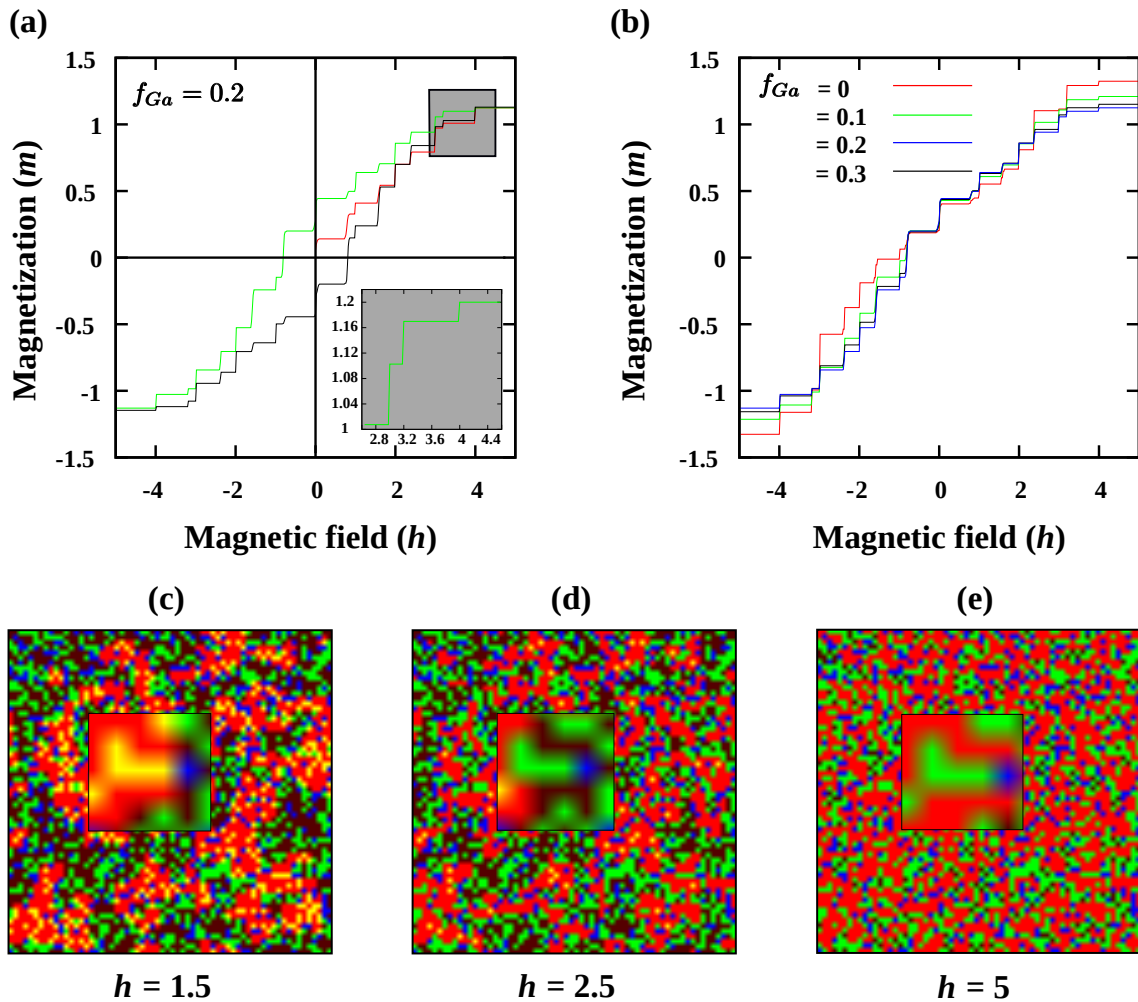 (a)
f_Ga = 0.2
1.5
1
0.5
0
-0.5
-1
-1.5
Magnetization (m)
-4
-2
0
2
4
Magnetic field (h)
1.2
1.16
1.12
1.08
1.04
1
2.8
3.2
3.6
4
4.4
(b)
f_Ga = 0
= 0.1
= 0.2
= 0.3
1.5
1
0.5
0
-0.5
-1
-1.5
Magnetization (m)
-4
-2
0
2
4
Magnetic field (h)
(c)
(d)
(e)
h = 1.5
h = 2.5
h = 5